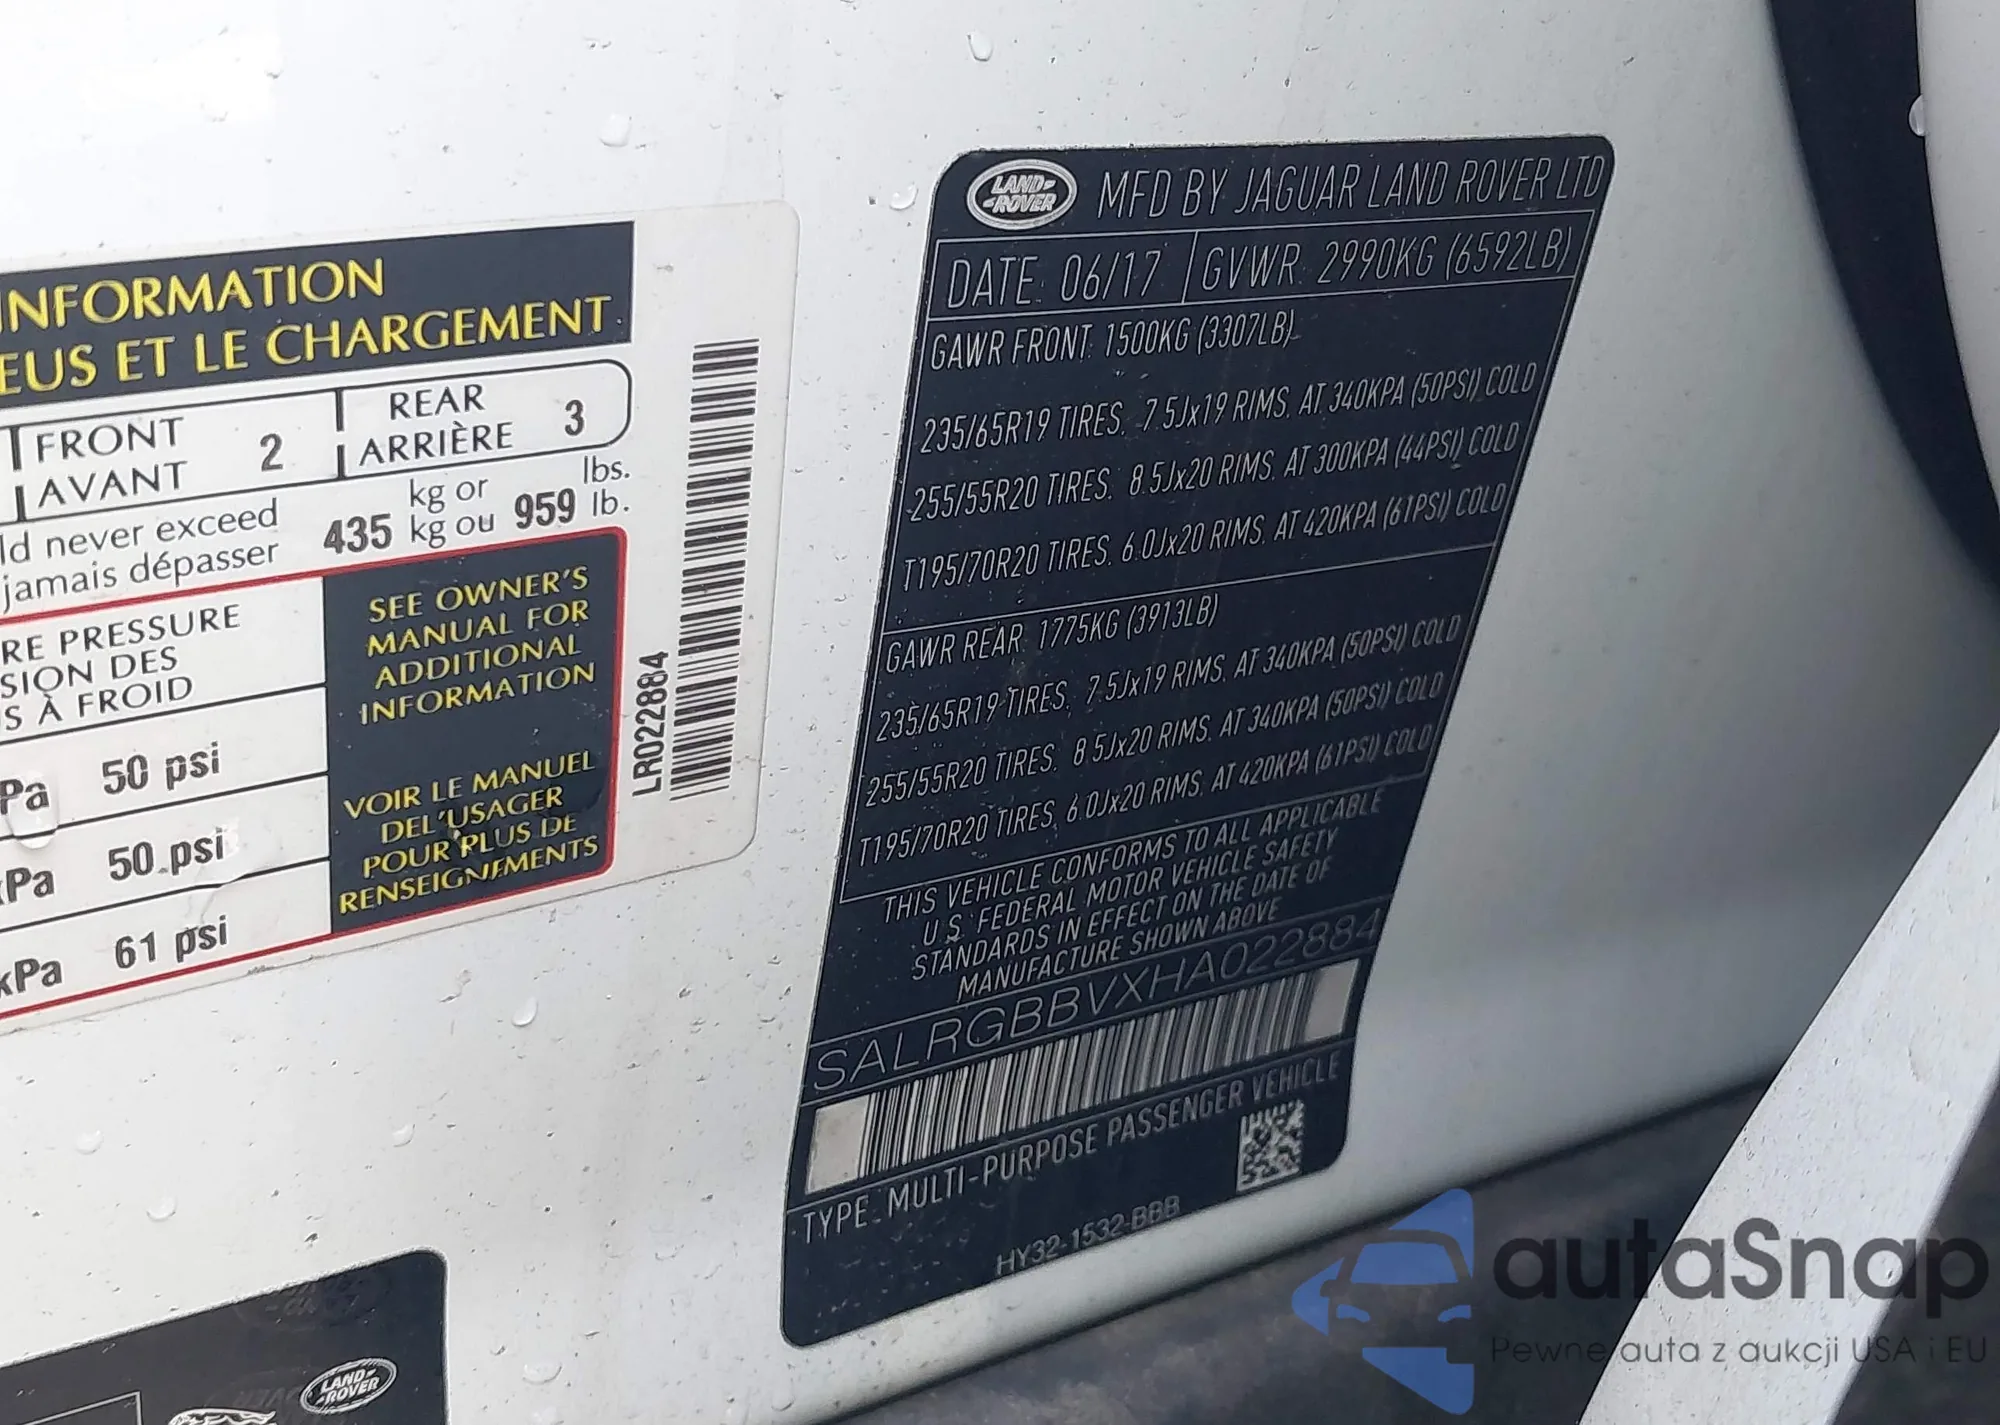 INFORMATION
EUS ET LE CHARGEMENT
FRONT
AVANT
2
REAR
ARRIÈRE
3
ld never exceed
jamais dépasser
435
kg or
kg ou
959
lbs.
lb.
RE PRESSURE
SION DES
S À FROID
SEE OWNER'S
MANUAL FOR
ADDITIONAL
INFORMATION
VOIR LE MANUEL
DEL'USAGER
POUR PLUS DE
RENSEIGNEMENTS
Pa 50 psi
kPa 50 psi
kPa 61 psi
LR022884
LAND-
-ROVER
MFD BY JAGUAR LAND ROVER LTD
DATE: 06/17 GVWR: 2990KG (6592LB)
GAWR FRONT: 1500KG (3307LB)
235/65R19 TIRES. 7.5Jx19 RIMS. AT 340KPA (50PSI) COLD
255/55R20 TIRES. 8.5Jx20 RIMS. AT 300KPA (44PSI) COLD
T195/70R20 TIRES. 6.0Jx20 RIMS. AT 420KPA (61PSI) COLD
GAWR REAR: 1775KG (3913LB)
235/65R19 TIRES. 7.5Jx19 RIMS. AT 340KPA (50PSI) COLD
255/55R20 TIRES. 8.5Jx20 RIMS. AT 340KPA (50PSI) COLD
T195/70R20 TIRES. 6.0Jx20 RIMS. AT 420KPA (61PSI) COLD
THIS VEHICLE CONFORMS TO ALL APPLICABLE
U.S. FEDERAL MOTOR VEHICLE SAFETY
STANDARDS IN EFFECT ON THE DATE OF
MANUFACTURE SHOWN ABOVE
SALRGBBVXHA022884
TYPE: MULTI-PURPOSE PASSENGER VEHICLE
HY32-1532-BBB
LAND-
-ROVER
autaSnap
Pewne auta z aukcji USA i EU